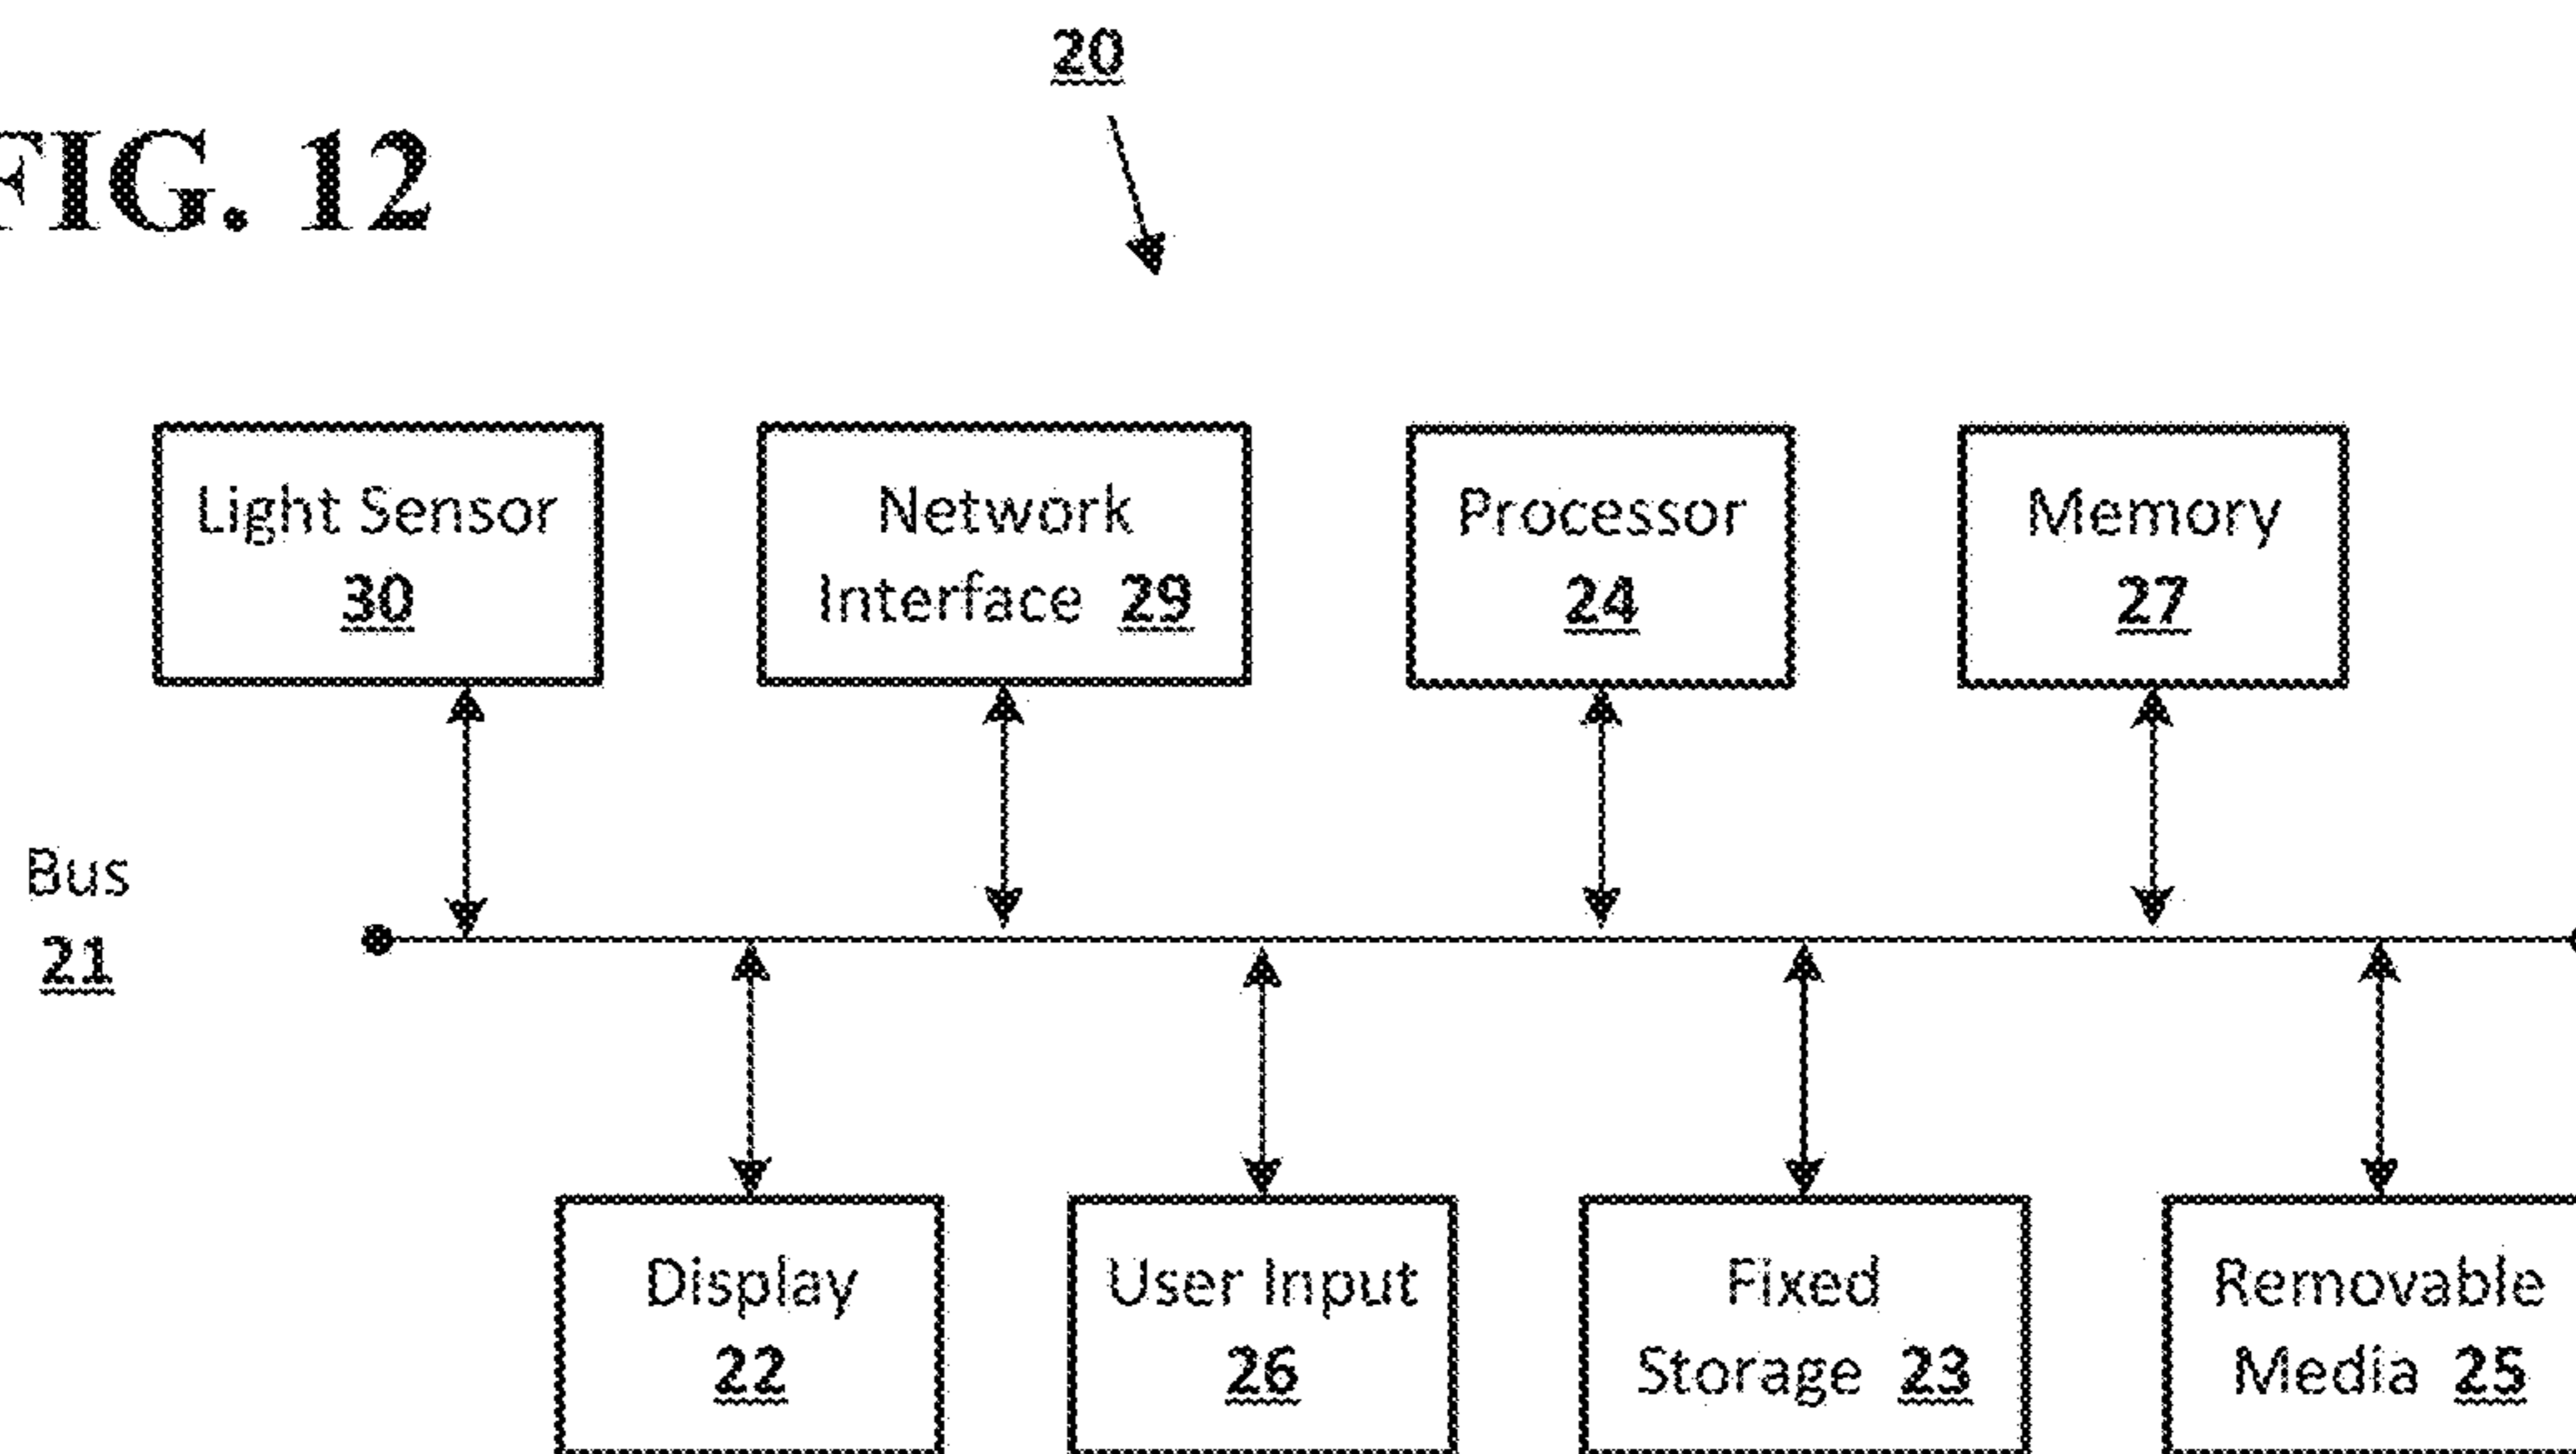 20
FIG. 12
Light Sensor
30
Network
Interface 29
Processor
24
Memory
27
Bus
21
Display
22
User Input
26
Fixed
Storage 23
Removable
Media 25